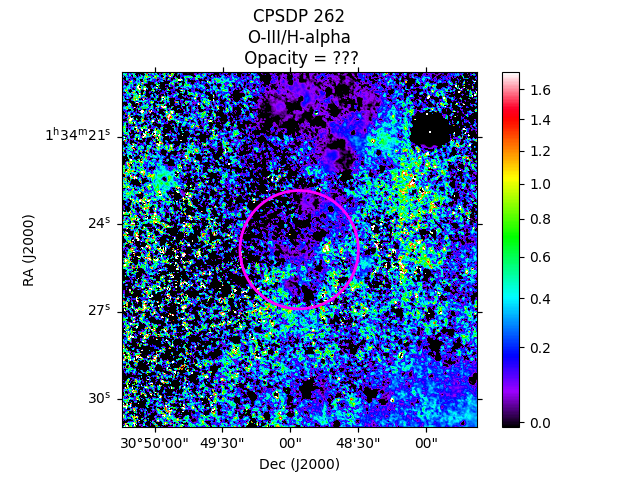 CPSDP 262
O-III/H-alpha
Opacity = ???
1ʰ34ᵐ21ˢ
24ˢ
27ˢ
30ˢ
RA (J2000)
30°50'00" 49'30" 00" 48'30" 00"
Dec (J2000)
1.6
1.4
1.2
1.0
0.8
0.6
0.4
0.2
0.0